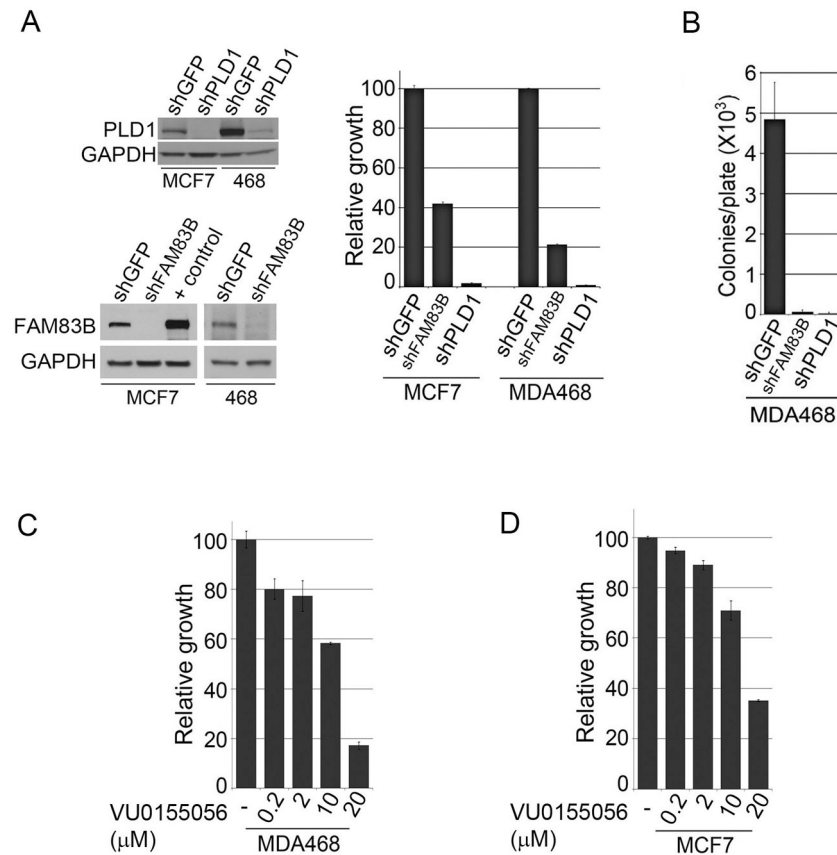 A
shGFP
shPLD1
shGFP
shPLD1
PLD1
GAPDH
MCF7
468
shGFP
shFAM83B
+ control
shGFP
shFAM83B
FAM83B
GAPDH
MCF7
468
Relative growth
100
80
60
40
20
0
shGFP
shFAM83B
shPLD1
shGFP
shFAM83B
shPLD1
MCF7
MDA468
B
Colonies/plate (X10³)
6
5
4
3
2
1
0
shGFP
shFAM83B
shPLD1
MDA468
C
Relative growth
100
80
60
40
20
0
VU0155056
(µM)
-
0.2
2
10
20
MDA468
D
Relative growth
100
80
60
40
20
0
VU0155056
(µM)
-
0.2
2
10
20
MCF7